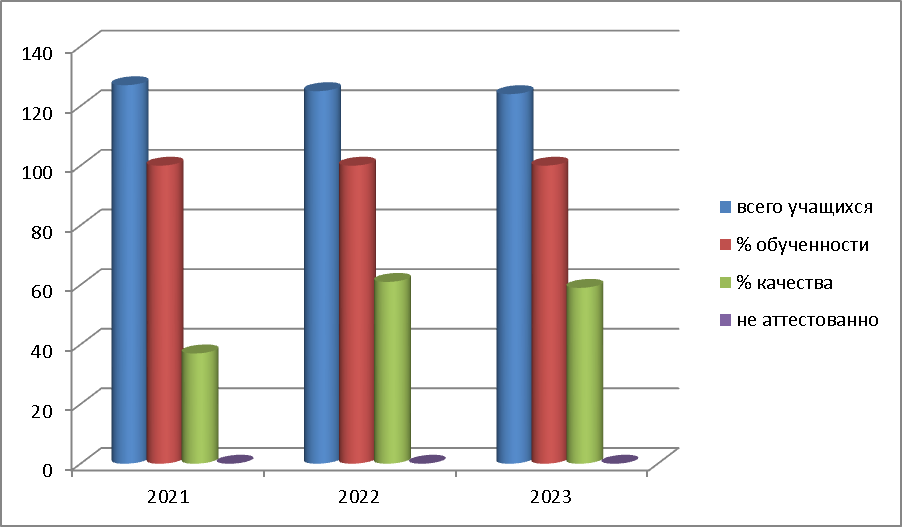 140
120
100
80
60
40
20
0
2021
2022
2023
всего учащихся
% обученности
% качества
не аттестованно